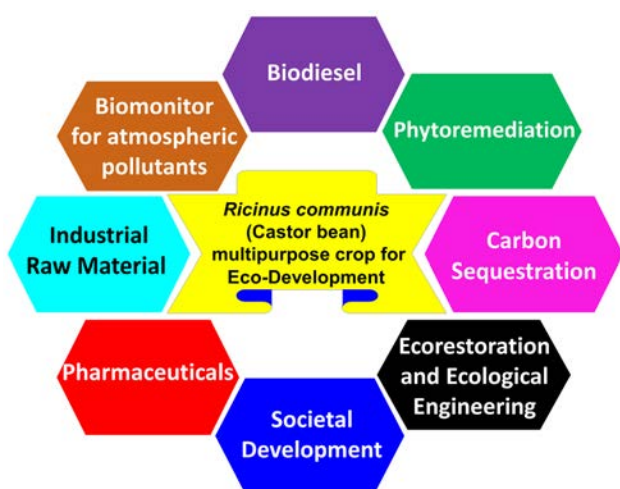 Biodiesel
Biomonitor
for atmospheric
pollutants
Phytoremediation
Industrial
Raw Material
Ricinus communis
(Castor bean)
multipurpose crop for
Eco-Development
Carbon
Sequestration
Pharmaceuticals
Ecorestoration
and Ecological
Engineering
Societal
Development